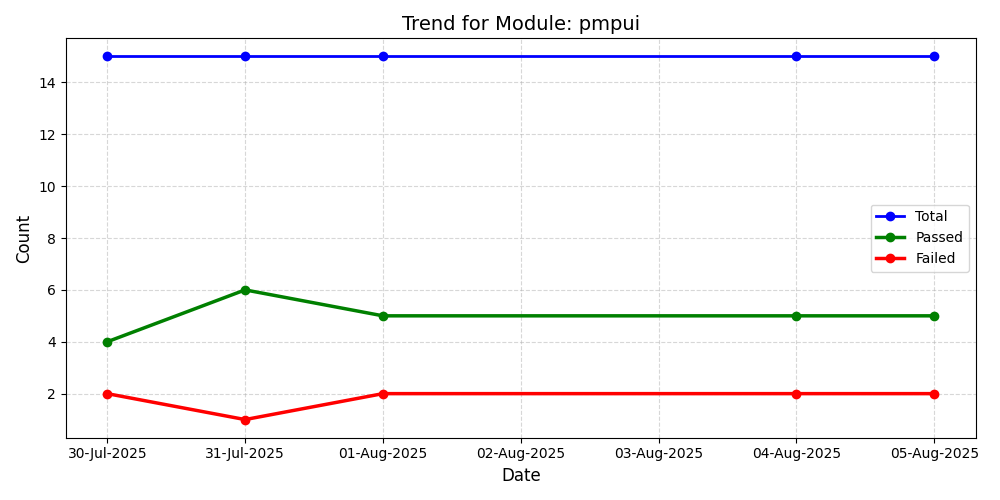 Trend for Module: pmpui
Count
14
12
10
8
6
4
2
Total
Passed
Failed
30-Jul-2025 31-Jul-2025 01-Aug-2025 02-Aug-2025 03-Aug-2025 04-Aug-2025 05-Aug-2025
Date